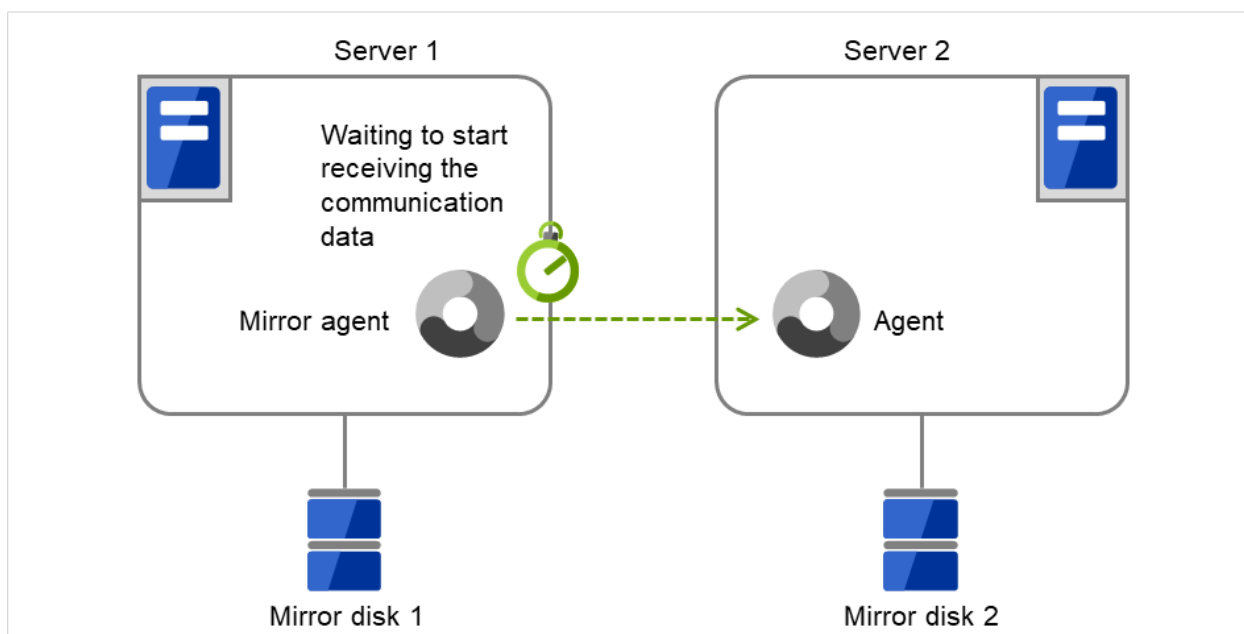 Server 1
Server 2
Waiting to start
receiving the
communication
data
Mirror agent
Agent
Mirror disk 1
Mirror disk 2